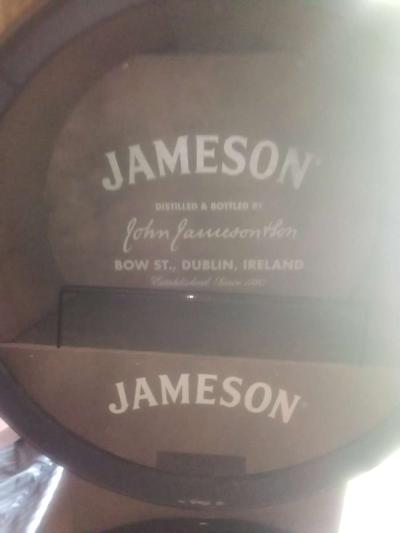 JAMESON
DISTILLED & BOTTLED BY
John Jameson & Son
BOW ST., DUBLIN, IRELAND
Established Since 1780
JAMESON